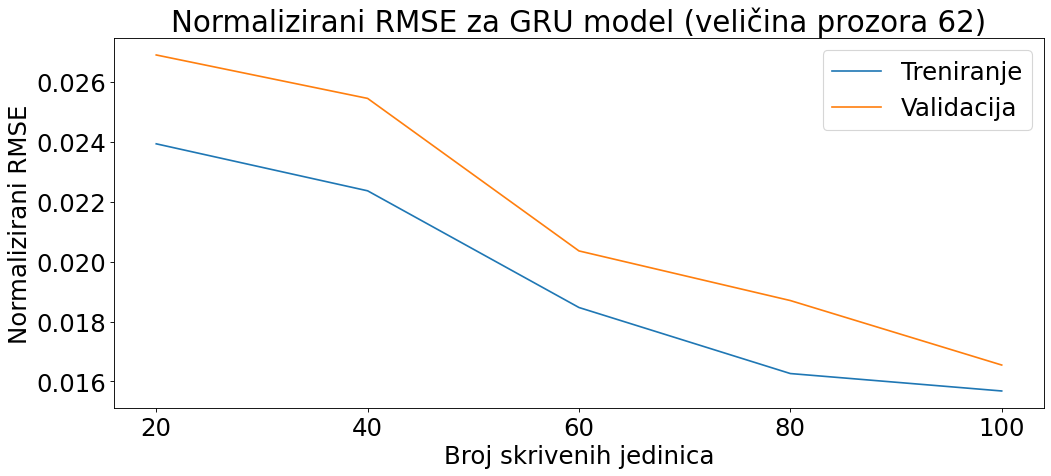 Normalizirani RMSE za GRU model (veličina prozora 62)
Treniranje
Validacija
Normalizirani RMSE
0.026
0.024
0.022
0.020
0.018
0.016
20 40 60 80 100
Broj skrivenih jedinica